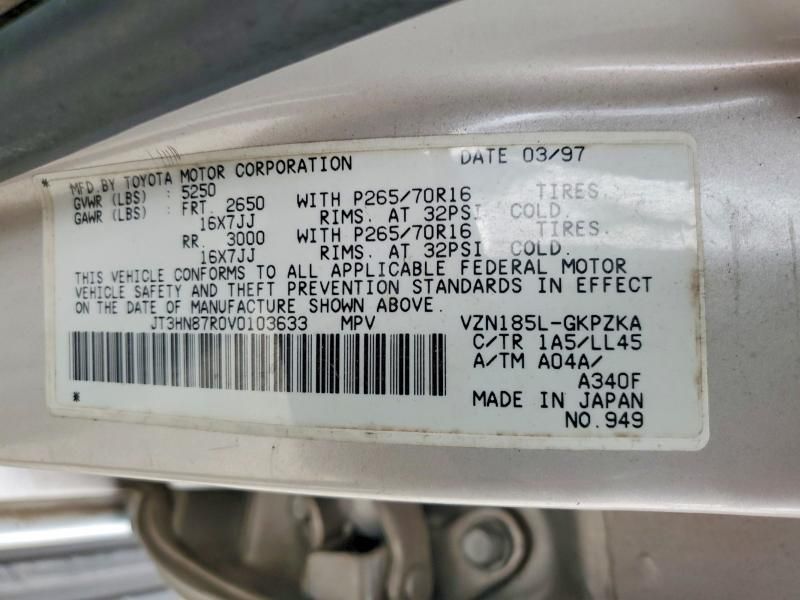 MFD.BY TOYOTA MOTOR CORPORATION DATE 03/97
GVWR (LBS) : 5250
GAWR (LBS) : FRT. 2650 WITH P265/70R16 TIRES.
16X7JJ RIMS. AT 32PSI COLD.
RR. 3000 WITH P265/70R16 TIRES.
16X7JJ RIMS. AT 32PSI COLD.
THIS VEHICLE CONFORMS TO ALL APPLICABLE FEDERAL MOTOR
VEHICLE SAFETY AND THEFT PREVENTION STANDARDS IN EFFECT
ON THE DATE OF MANUFACTURE SHOWN ABOVE.
JT3HN87R0V0103633 MPV VZN185L-GKPZKA
C/TR 1A5/LL45
A/TM A04A/
A340F
MADE IN JAPAN
NO.949